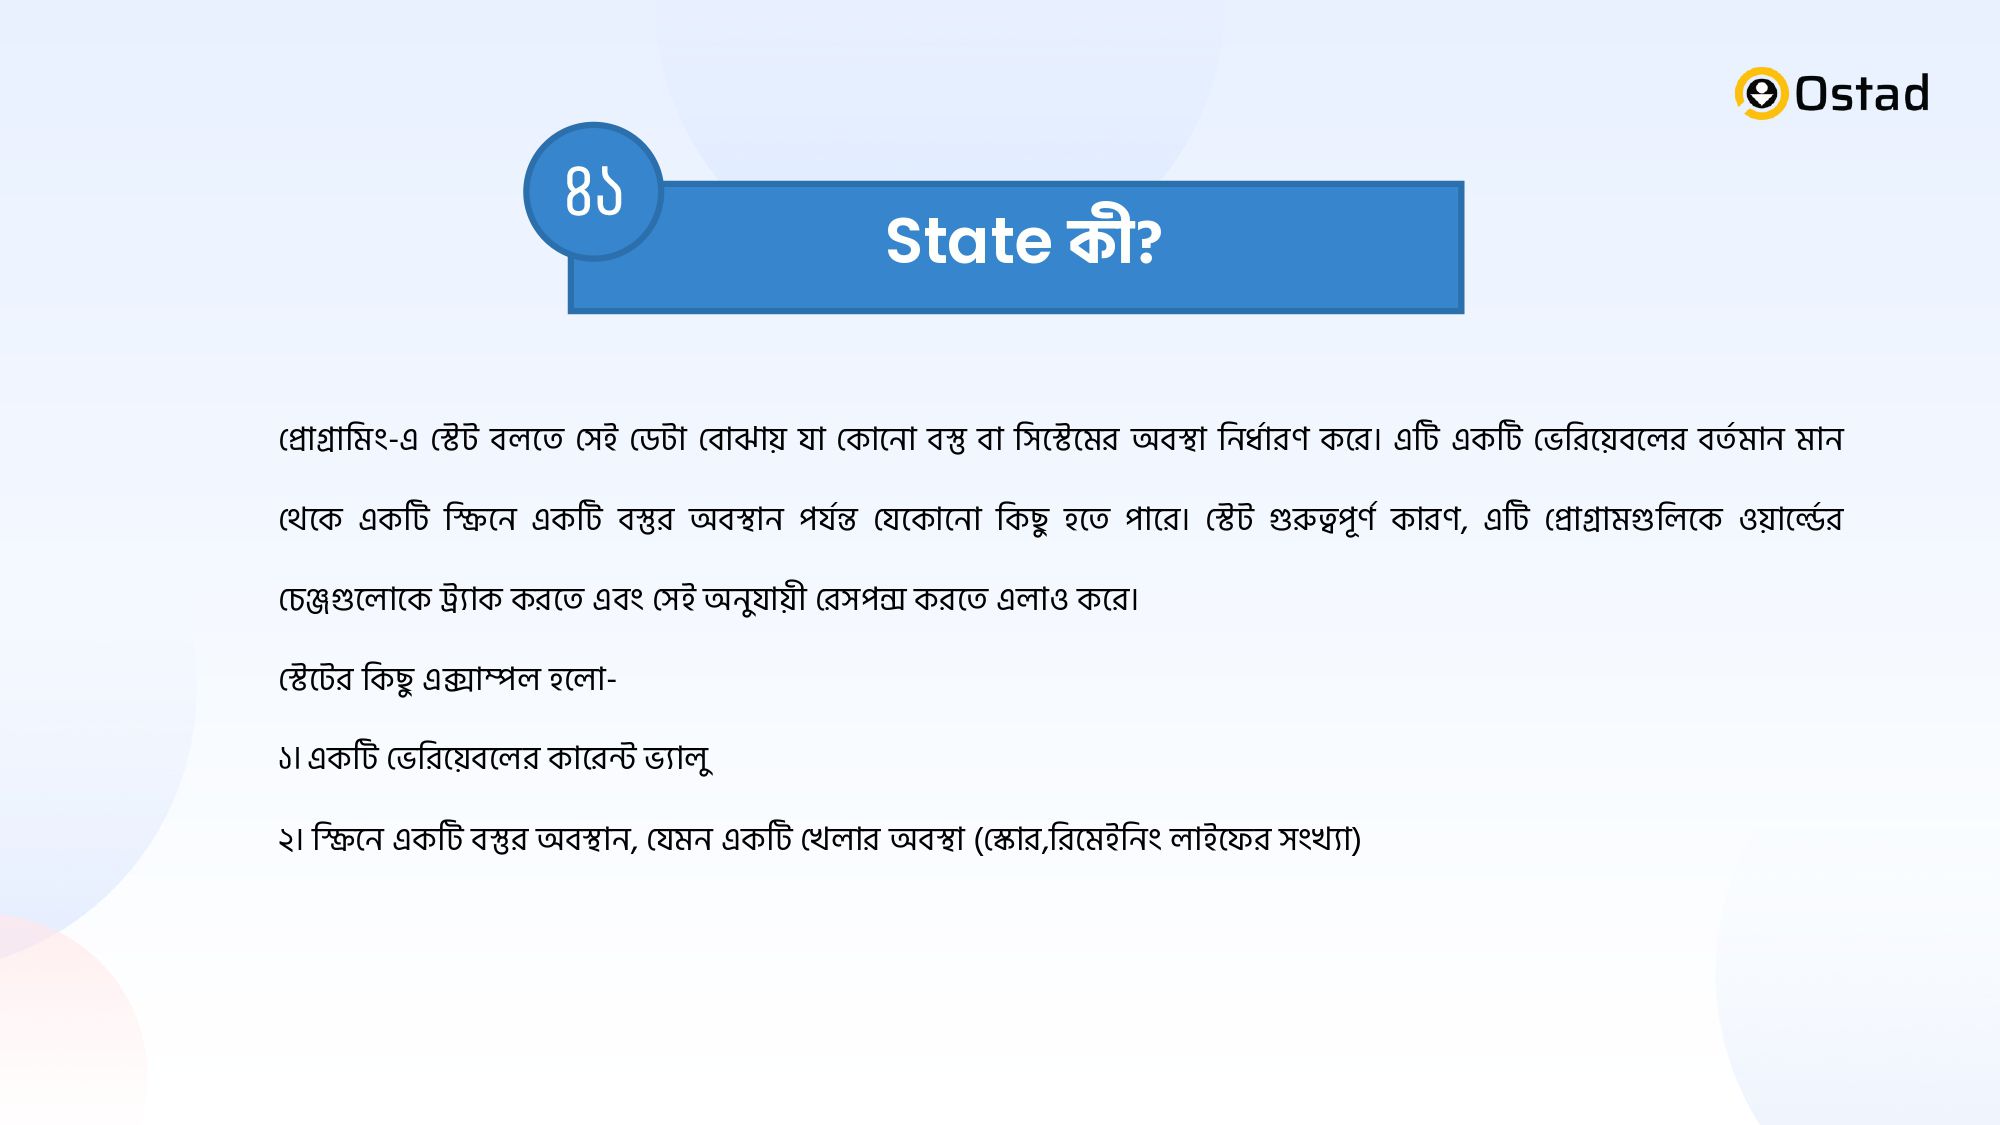 Ostad
৪১
State কী?
প্রোগ্রামিং-এ স্টেট বলতে সেই ডেটা বোঝায় যা কোনো বস্তু বা সিস্টেমের অবস্থা নির্ধারণ করে। এটি একটি ভেরিয়েবলের বর্তমান মান
থেকে একটি স্ক্রিনে একটি বস্তুর অবস্থান পর্যন্ত যেকোনো কিছু হতে পারে। স্টেট গুরুত্বপূর্ণ কারণ, এটি প্রোগ্রামগুলিকে ওয়ার্ল্ডের
চেঞ্জগুলোকে ট্র্যাক করতে এবং সেই অনুযায়ী রেসপন্স করতে এলাও করে।
স্টেটের কিছু এক্সাম্পল হলো-
১। একটি ভেরিয়েবলের কারেন্ট ভ্যালু
২। স্ক্রিনে একটি বস্তুর অবস্থান, যেমন একটি খেলার অবস্থা (স্কোর,রিমেইনিং লাইফের সংখ্যা)